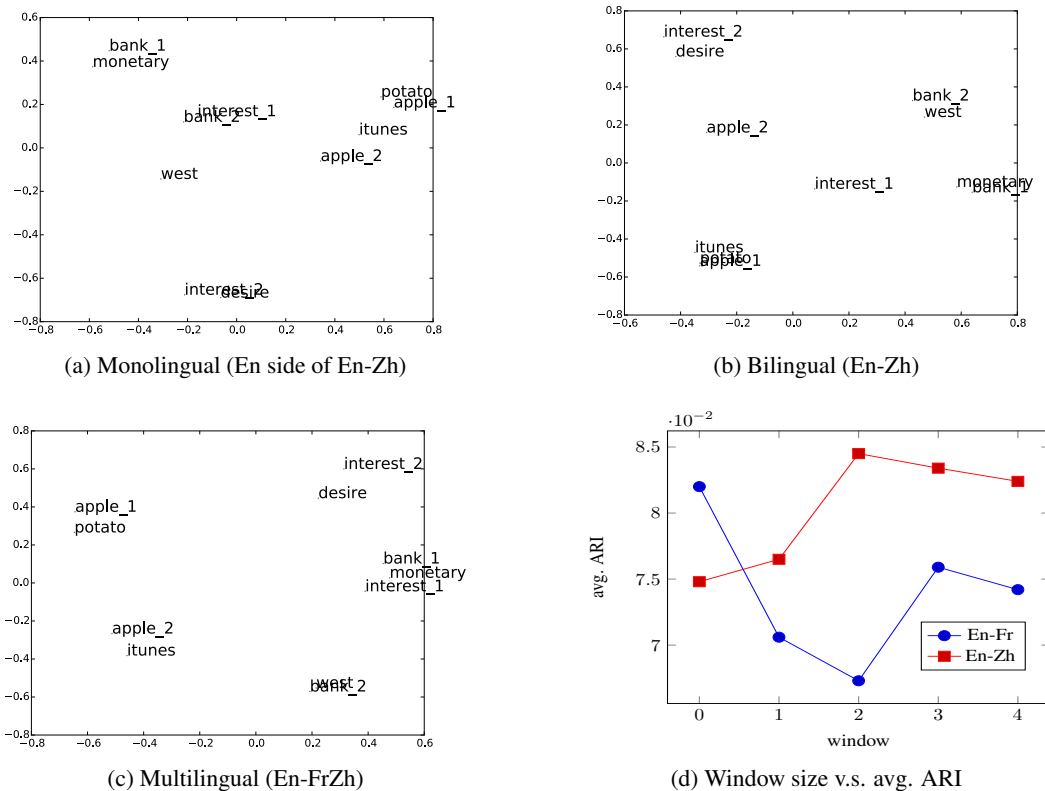 0.6
0.4
0.2
0.0
−0.2
−0.4
−0.6
−0.8
−0.8 −0.6 −0.4 −0.2 0.0 0.2 0.4 0.6 0.8
bank_1
monetary
interest_1
bank_2
potato
apple_1
itunes
apple_2
west
interest_2
desire
(a) Monolingual (En side of En-Zh)
0.8
0.6
0.4
0.2
0.0
−0.2
−0.4
−0.6
−0.8
−0.6 −0.4 −0.2 0.0 0.2 0.4 0.6 0.8
interest_2
desire
bank_2
west
apple_2
interest_1
monetary
bank_1
itunes
potato
apple_1
(b) Bilingual (En-Zh)
0.8
0.6
0.4
0.2
0.0
−0.2
−0.4
−0.6
−0.8
−0.8 −0.6 −0.4 −0.2 0.0 0.2 0.4 0.6
interest_2
desire
apple_1
potato
bank_1
monetary
interest_1
apple_2
itunes
west
bank_2
(c) Multilingual (En-FrZh)
·10−2
8.5
8
7.5
7
avg. ARI
En-Fr
En-Zh
0 1 2 3 4
window
(d) Window size v.s. avg. ARI